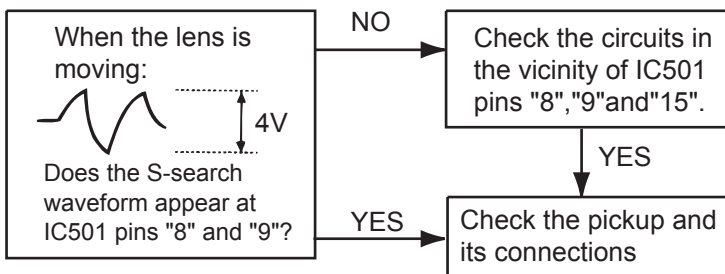 When the lens is
moving:
4V
Does the S-search
waveform appear at
IC501 pins "8" and "9"?
NO
Check the circuits in
the vicinity of IC501
pins "8","9"and"15".
YES
YES
Check the pickup and
its connections